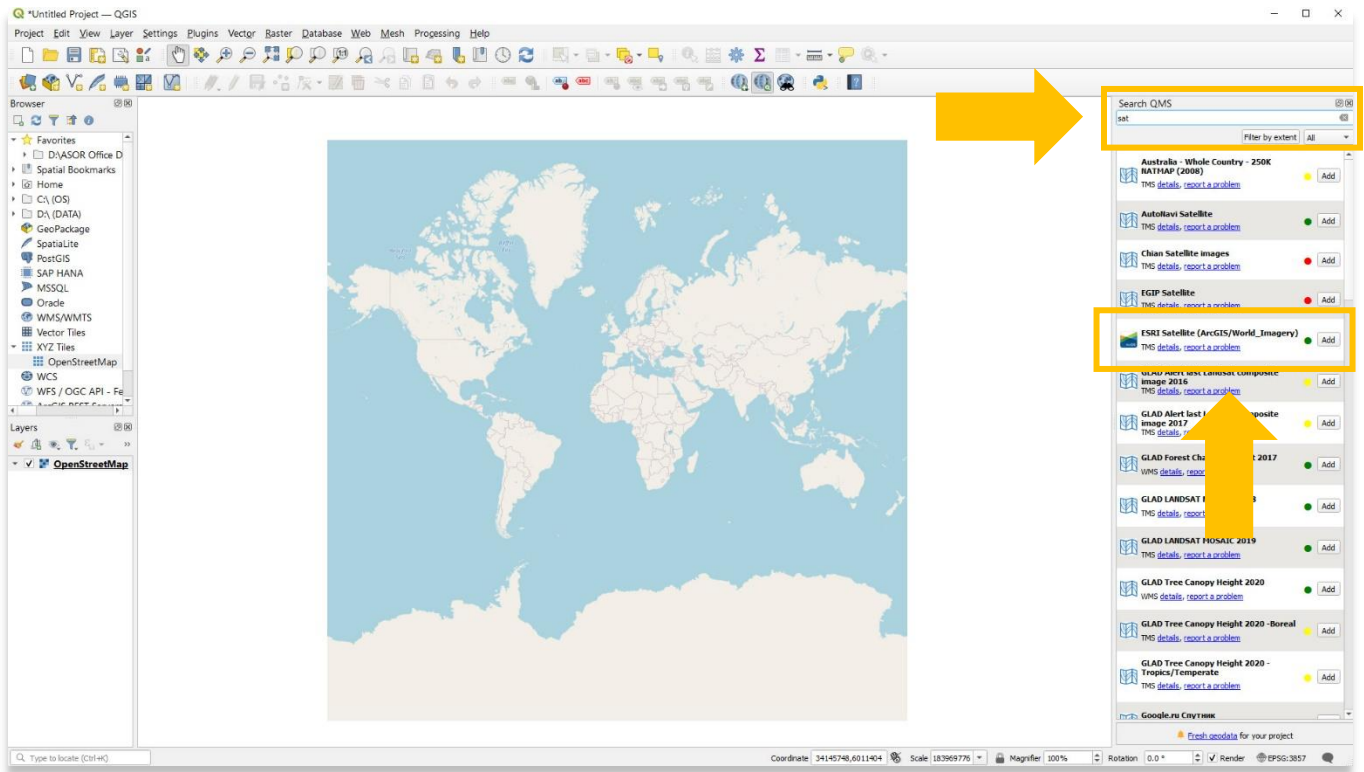 *Untitled Project — QGIS
Project Edit View Layer Settings Plugins Vector Raster Database Web Mesh Processing Help
Browser
Favorites
D:\ASOR Office D
Spatial Bookmarks
Home
C:\ (OS)
D:\ (DATA)
GeoPackage
SpatiaLite
PostGIS
SAP HANA
MSSQL
Oracle
WMS/WMTS
Vector Tiles
XYZ Tiles
OpenStreetMap
WCS
WFS / OGC API - Fe
Layers
OpenStreetMap
Search QMS
sat
Filter by extent All
Australia - Whole Country - 250K
NATMAP (2008)
TMS details, report a problem
Add
AutoNavi Satellite
TMS details, report a problem
Add
Chian Satellite images
TMS details, report a problem
Add
EGIP Satellite
TMS details, report a problem
Add
ESRI Satellite (ArcGIS/World_Imagery)
TMS details, report a problem
Add
GLAD Alert last Landsat composite
image 2016
TMS details, report a problem
Add
GLAD Alert last
image 2017
TMS details,
Add
GLAD Forest 2017
WMS details,
Add
GLAD LANDSAT
TMS details,
Add
GLAD LANDSAT MOSAIC 2019
TMS details, report a problem
Add
GLAD Tree Canopy Height 2020
WMS details, report a problem
Add
GLAD Tree Canopy Height 2020 -Boreal
TMS details, report a problem
Add
GLAD Tree Canopy Height 2020 -
Tropics/Temperate
TMS details, report a problem
Add
Google.ru Спутник
Fresh geodata for your project
Type to locate (Ctrl+K)
Coordinate 34145748,6011404 Scale 183969776 Magnifier 100% Rotation 0.0 ° Render EPSG:3857